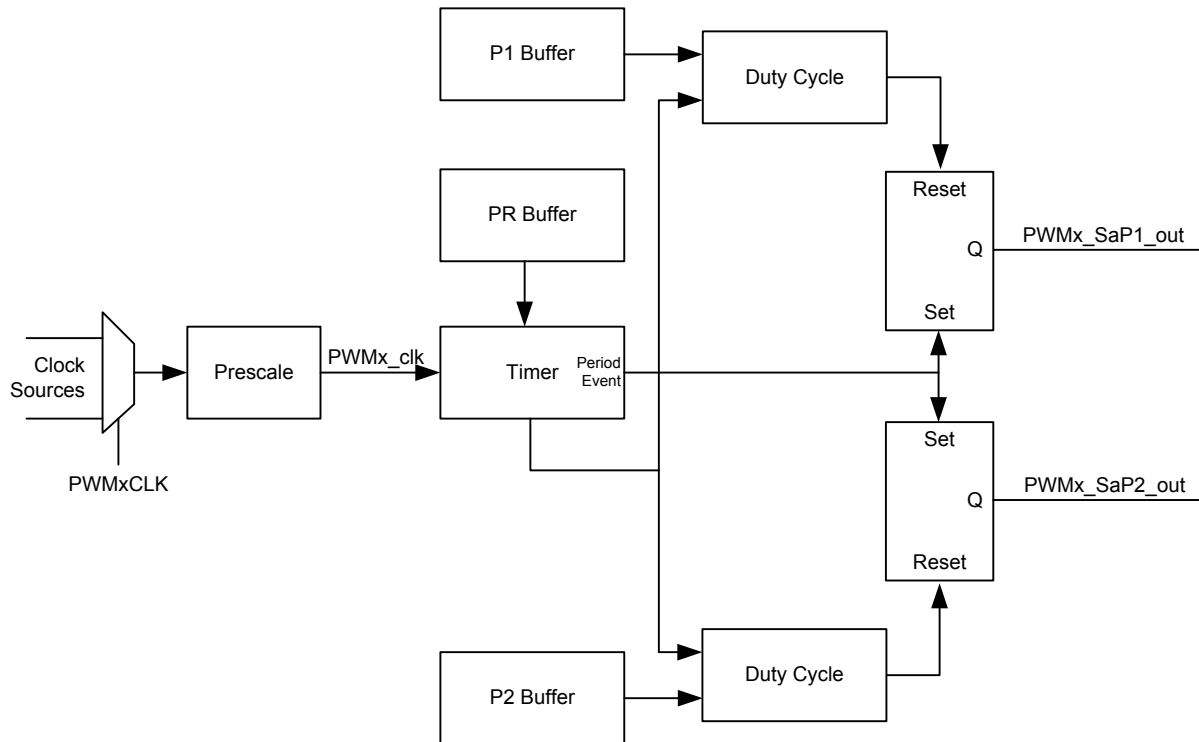 P1 Buffer
Duty Cycle
PR Buffer
Reset
Q
PWMx_SaP1_out
Set
Clock
Sources
Prescale
PWMx_clk
Timer
Period
Event
PWMxCLK
Set
Q
PWMx_SaP2_out
Reset
P2 Buffer
Duty Cycle